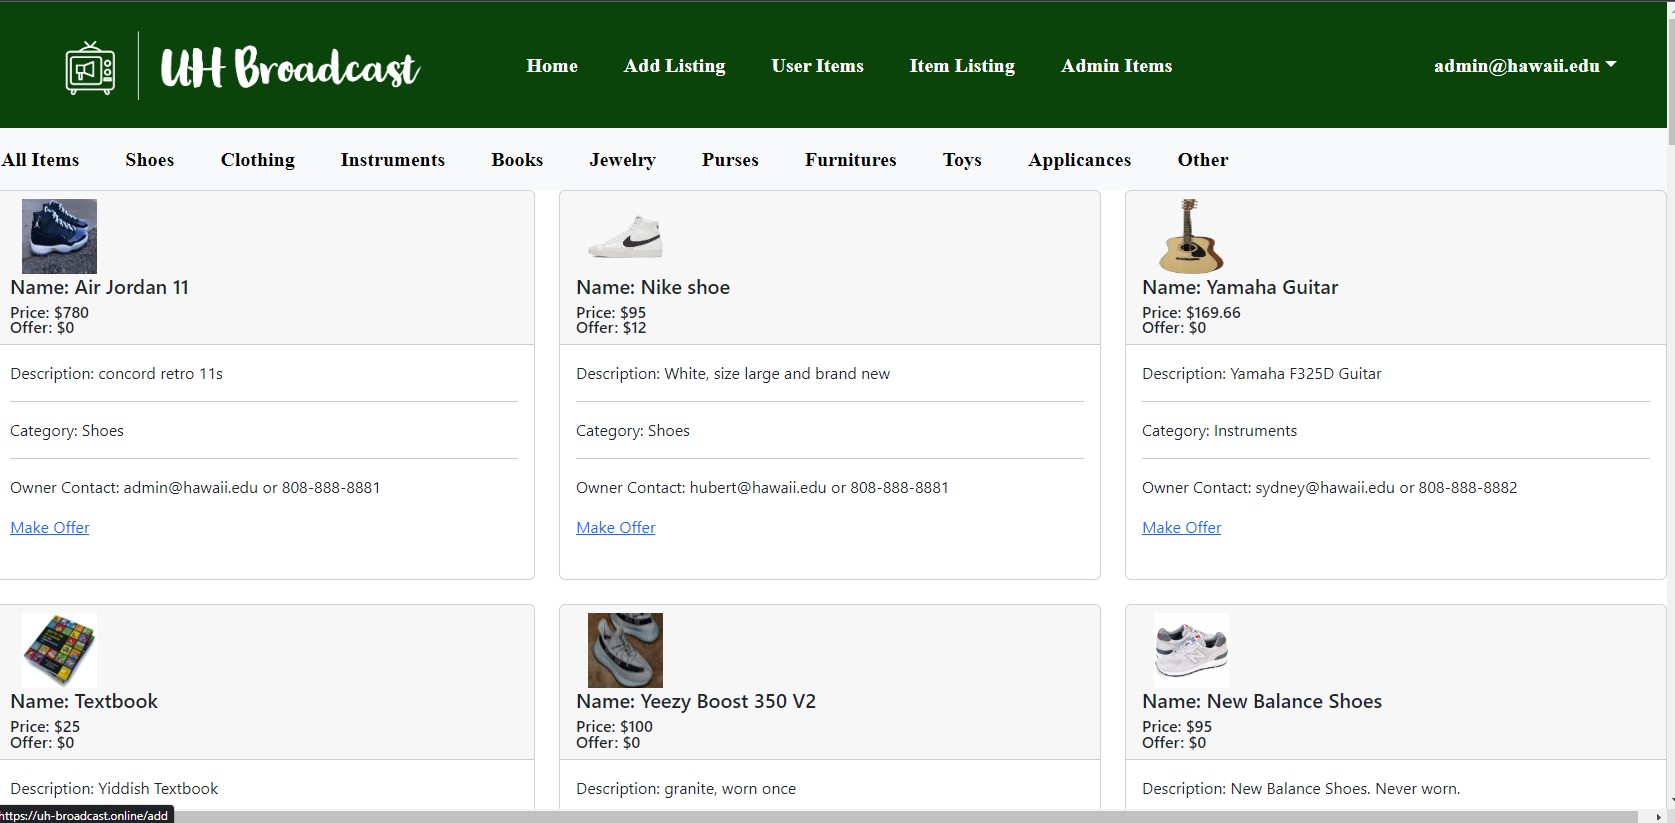 UH Broadcast Home Add Listing User Items Item Listing Admin Items admin@hawaii.edu
All Items Shoes Clothing Instruments Books Jewelry Purses Furnitures Toys Applicances Other
Name: Air Jordan 11
Price: $780
Offer: $0
Description: concord retro 11s
Category: Shoes
Owner Contact: admin@hawaii.edu or 808-888-8881
Make Offer
Name: Nike shoe
Price: $95
Offer: $12
Description: White, size large and brand new
Category: Shoes
Owner Contact: hubert@hawaii.edu or 808-888-8881
Make Offer
Name: Yamaha Guitar
Price: $169.66
Offer: $0
Description: Yamaha F325D Guitar
Category: Instruments
Owner Contact: sydney@hawaii.edu or 808-888-8882
Make Offer
Name: Textbook
Price: $25
Offer: $0
Description: Yiddish Textbook
Name: Yeezy Boost 350 V2
Price: $100
Offer: $0
Description: granite, worn once
Name: New Balance Shoes
Price: $95
Offer: $0
Description: New Balance Shoes. Never worn.
https://uh-broadcast.online/add